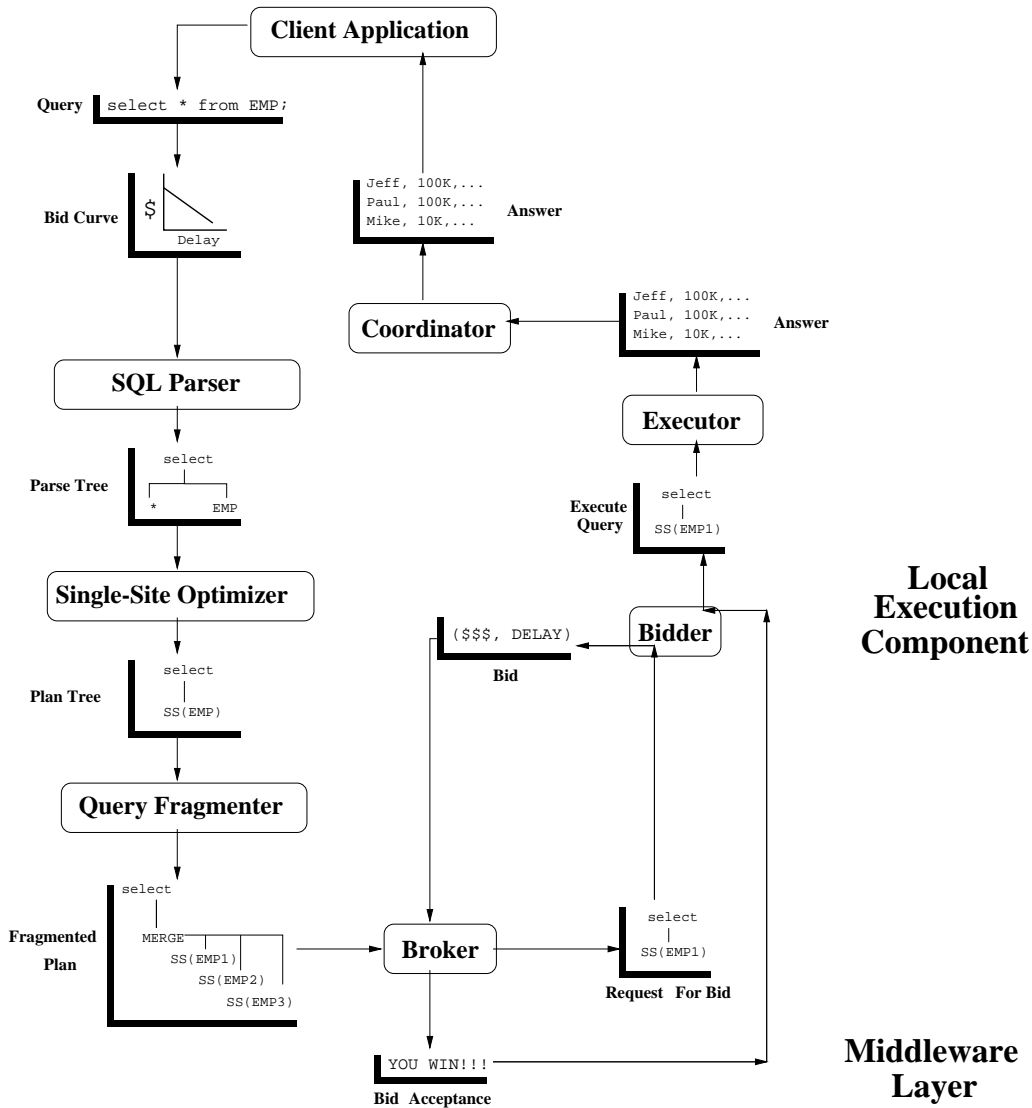 Client Application
Query
select * from EMP;
Bid Curve
$
Delay
SQL Parser
Parse Tree
select
*
EMP
Single-Site Optimizer
Plan Tree
select
SS(EMP)
Query Fragmenter
Fragmented
Plan
select
MERGE
SS(EMP1)
SS(EMP2)
SS(EMP3)
Broker
select
SS(EMP1)
Request For Bid
YOU WIN!!!
Bid Acceptance
($$$, DELAY)
Bid
Bidder
Execute
Query
select
SS(EMP1)
Executor
Jeff, 100K,...
Paul, 100K,...
Mike, 10K,...
Answer
Coordinator
Jeff, 100K,...
Paul, 100K,...
Mike, 10K,...
Answer
Local
Execution
Component
Middleware
Layer